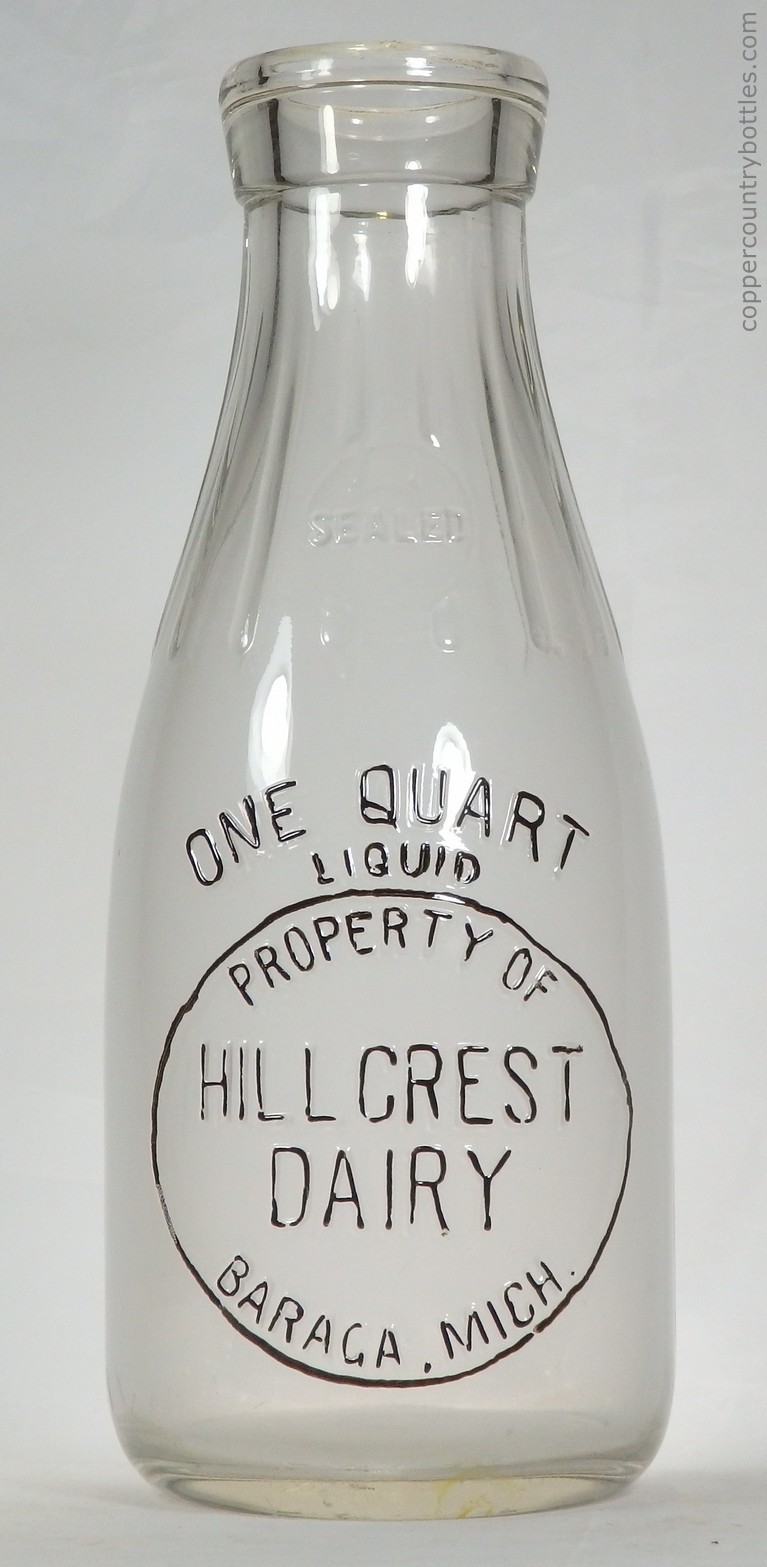 coppercountrybottles.com
SEALED
ONE QUART
LIQUID
PROPERTY OF
HILLCREST
DAIRY
BARAGA, MICH.